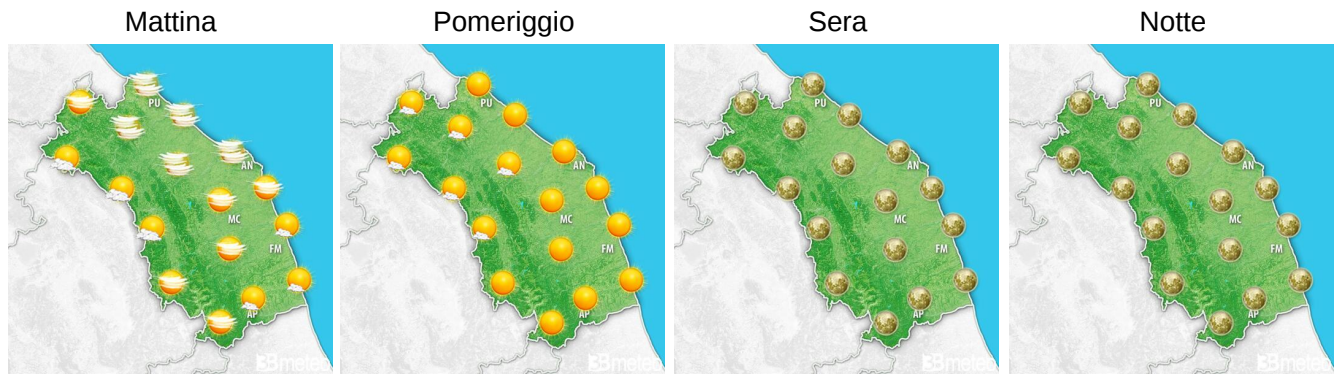 Mattina
Pomeriggio
Sera
Notte
PU
AN
MC
FM
AP
3Bmeteo
PU
AN
MC
FM
AP
3Bmeteo
PU
AN
MC
FM
AP
3Bmeteo
PU
AN
MC
FM
AP
3Bmeteo